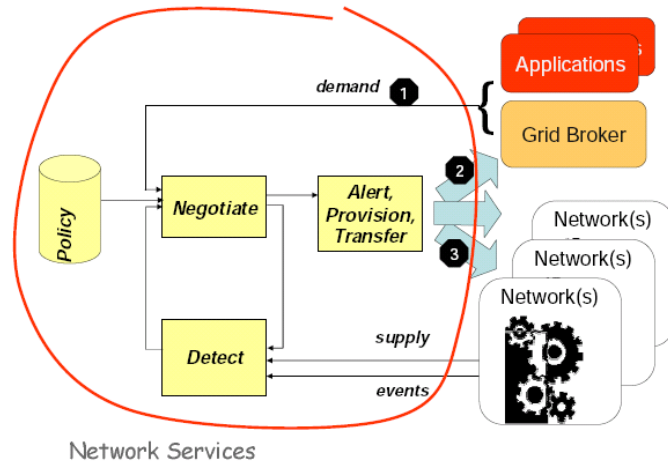 Applications
demand
1
Grid Broker
2
Policy
Negotiate
Alert,
Provision,
Transfer
Network(s)
Network(s)
3
Network(s)
Detect
supply
events
Network Services